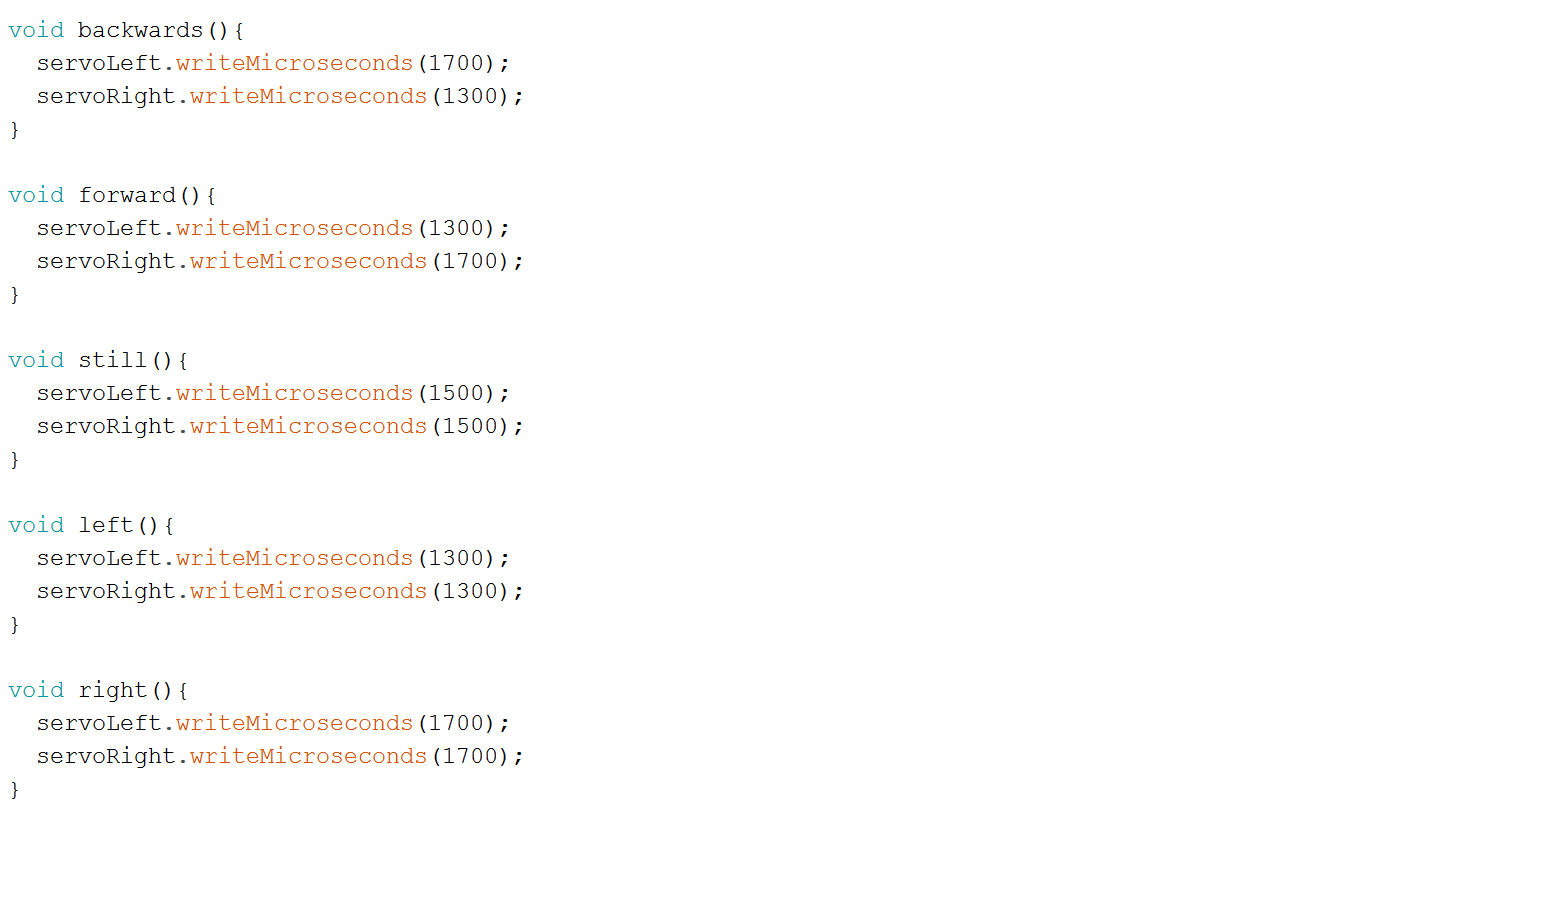 void backwards(){
  servoLeft.writeMicroseconds(1700);
  servoRight.writeMicroseconds(1300);
}

void forward(){
  servoLeft.writeMicroseconds(1300);
  servoRight.writeMicroseconds(1700);
}

void still(){
  servoLeft.writeMicroseconds(1500);
  servoRight.writeMicroseconds(1500);
}

void left(){
  servoLeft.writeMicroseconds(1300);
  servoRight.writeMicroseconds(1300);
}

void right(){
  servoLeft.writeMicroseconds(1700);
  servoRight.writeMicroseconds(1700);
}